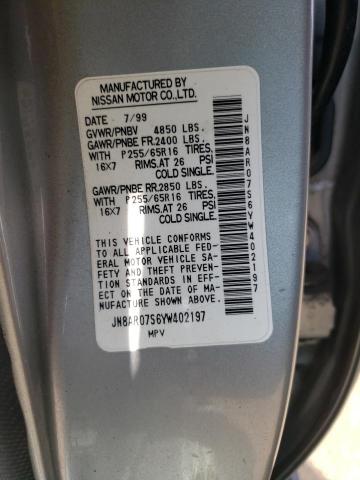 MANUFACTURED BY
NISSAN MOTOR CO.,LTD.
DATE 7/99
GVWR/PNBV 4850 LBS.
GAWR/PNBE FR.2400 LBS.
WITH P255/65R16 TIRES,
16X7 RIMS.AT 26 PSI
COLD SINGLE.
GAWR/PNBE RR.2850 LBS.
WITH P255/65R16 TIRES,
16X7 RIMS.AT 26 PSI
COLD SINGLE.
THIS VEHICLE CONFORMS
TO ALL APPLICABLE FED-
ERAL MOTOR VEHICLE SA-
FETY & THEFT PREVENTION
STANDARDS IN EFF-
ECT ON THE DATE OF MA-
NUFACTURE SHOWN ABOVE.
JN8AR07S6YW402197
MPV
JN8AR07S6YW402197